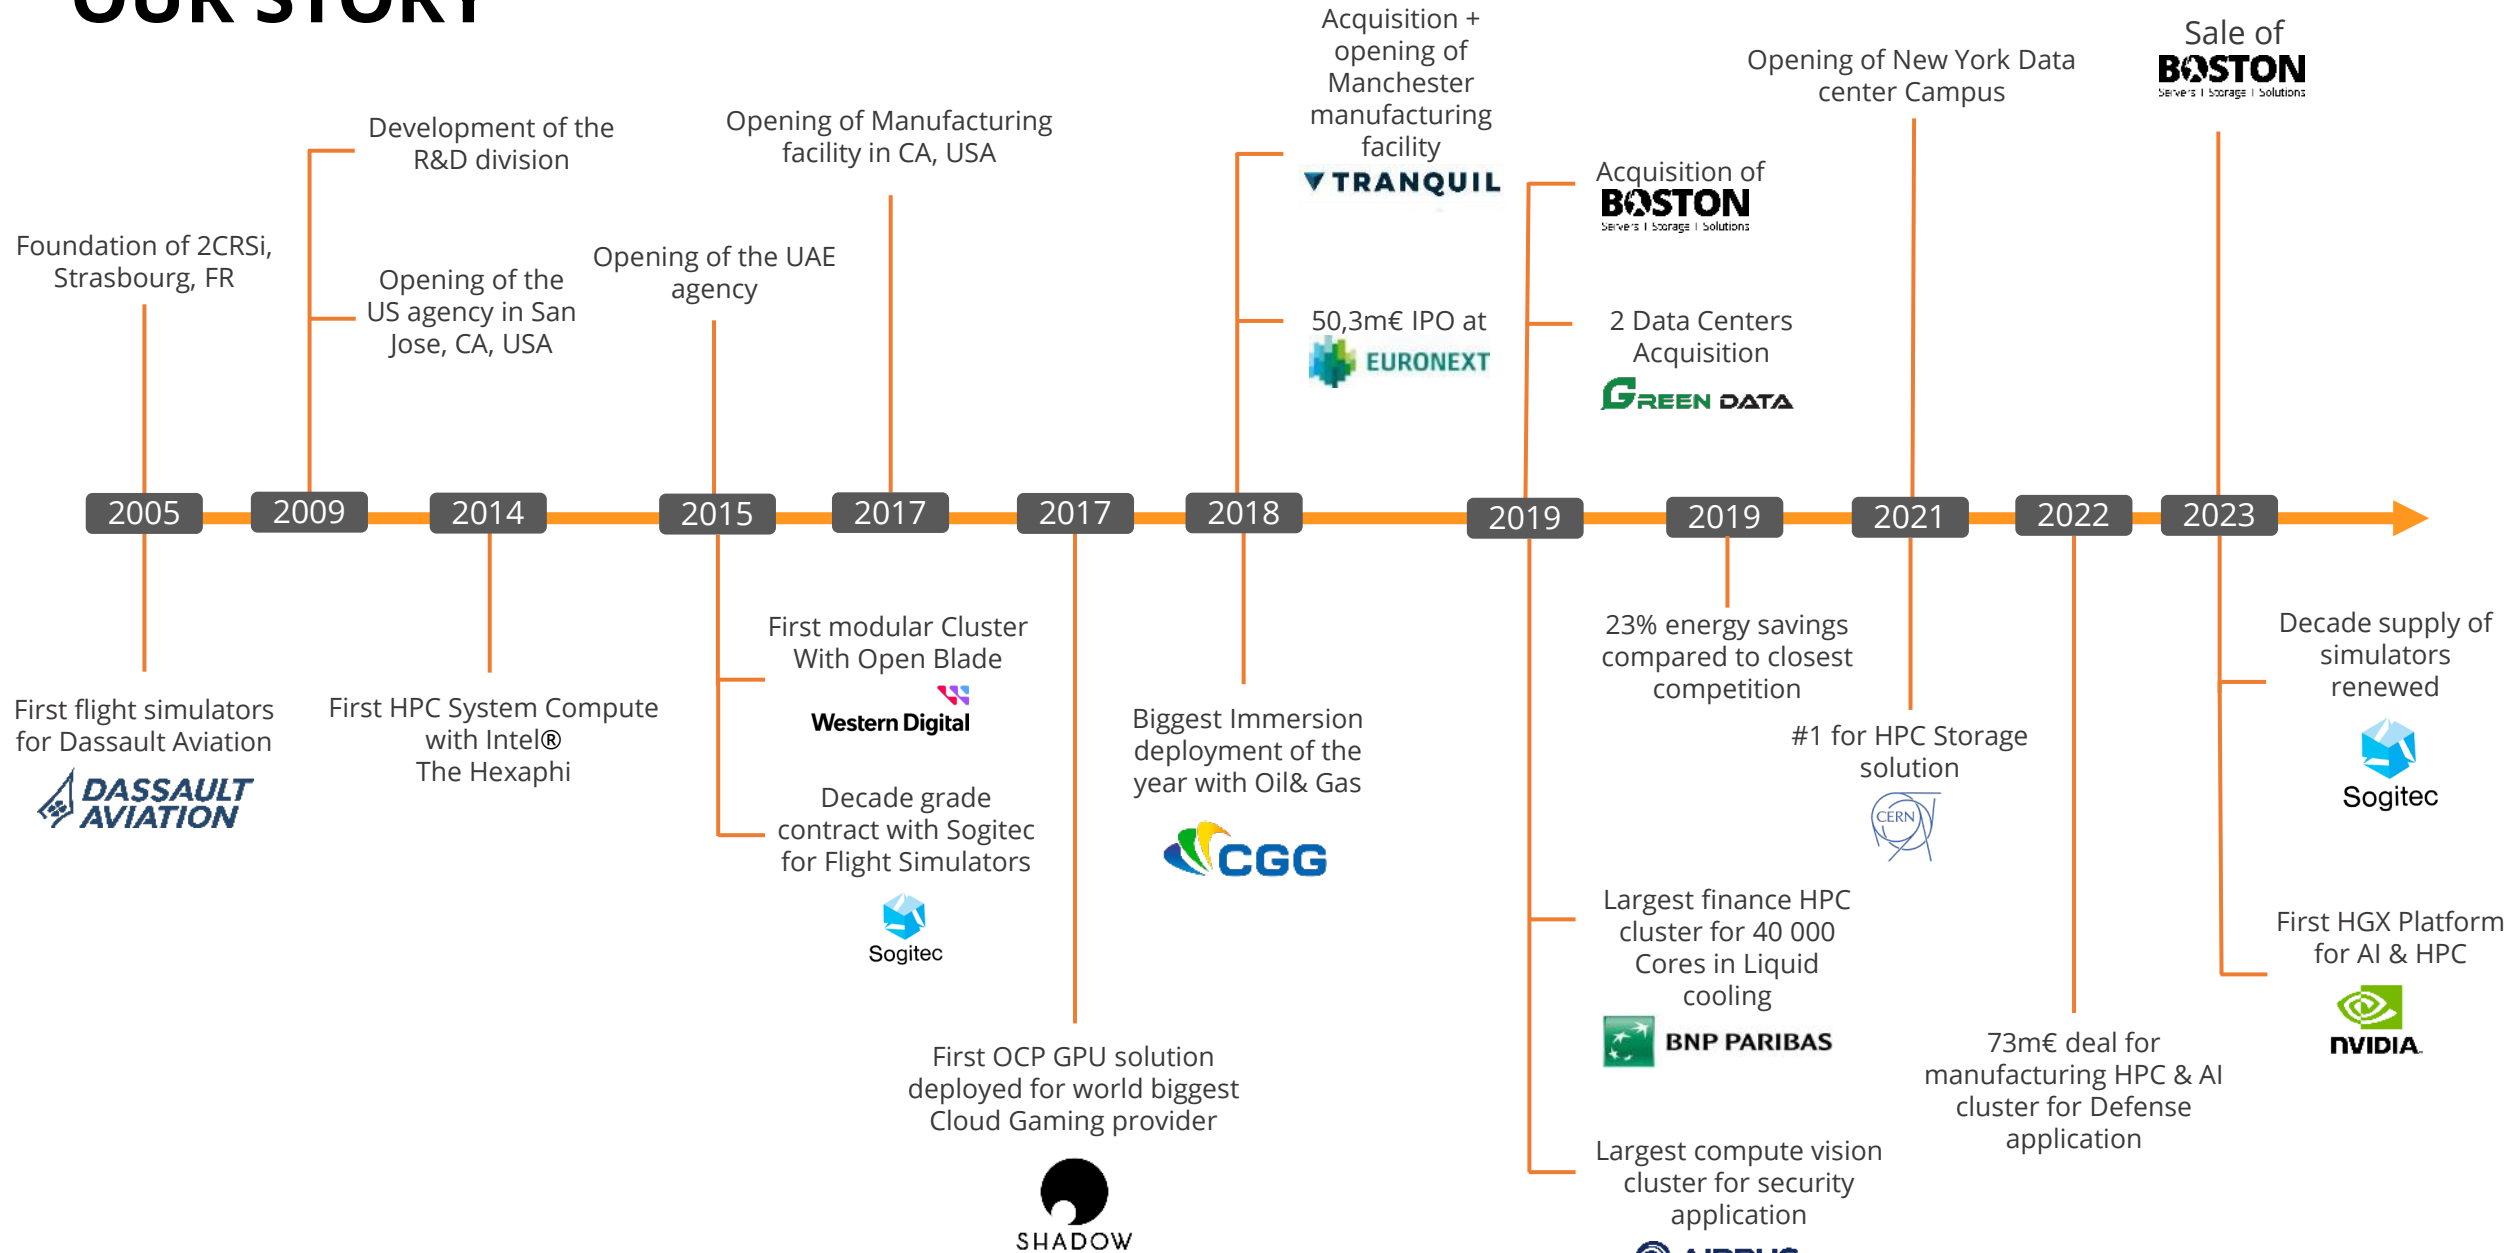 OUR STORY
Foundation of 2CRSi,
Strasbourg, FR
Development of the
R&D division
Opening of the
US agency in San
Jose, CA, USA
Opening of the UAE
agency
Opening of Manufacturing
facility in CA, USA
Acquisition +
opening of
Manchester
manufacturing
facility
TRANQUIL
50,3m€ IPO at
EURONEXT
Acquisition of
BOSTON
Servers | Storage | Solutions
2 Data Centers
Acquisition
GREEN DATA
Opening of New York Data
center Campus
Sale of
BOSTON
Servers | Storage | Solutions
2005
2009
2014
2015
2017
2017
2018
2019
2019
2021
2022
2023
First flight simulators
for Dassault Aviation
DASSAULT
AVIATION
First HPC System Compute
with Intel®
The Hexaphi
First modular Cluster
With Open Blade
Western Digital
Decade grade
contract with Sogitec
for Flight Simulators
Sogitec
First OCP GPU solution
deployed for world biggest
Cloud Gaming provider
SHADOW
Biggest Immersion
deployment of the
year with Oil& Gas
CGG
23% energy savings
compared to closest
competition
Largest finance HPC
cluster for 40 000
Cores in Liquid
cooling
BNP PARIBAS
Largest compute vision
cluster for security
application
AIRBUS
#1 for HPC Storage
solution
CERN
73m€ deal for
manufacturing HPC & AI
cluster for Defense
application
Decade supply of
simulators
renewed
Sogitec
First HGX Platform
for AI & HPC
NVIDIA